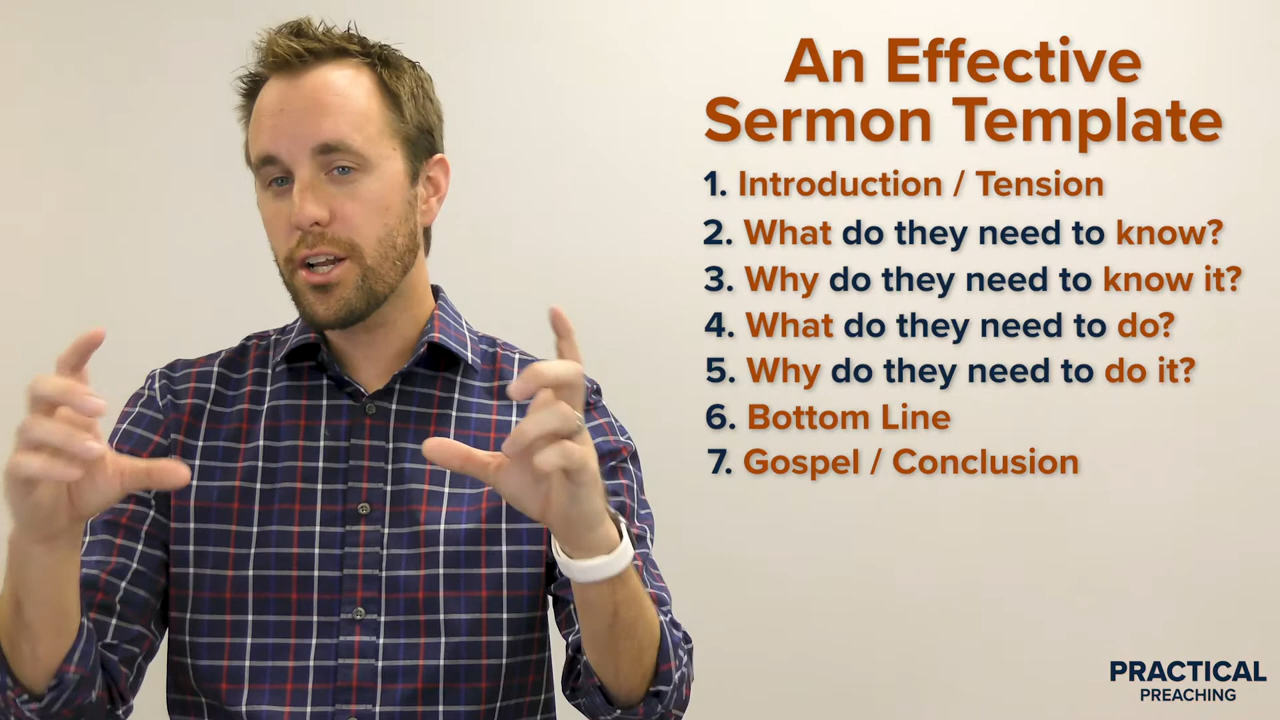 An Effective
Sermon Template
1. Introduction / Tension
2. What do they need to know?
3. Why do they need to know it?
4. What do they need to do?
5. Why do they need to do it?
6. Bottom Line
7. Gospel / Conclusion
PRACTICAL
PREACHING